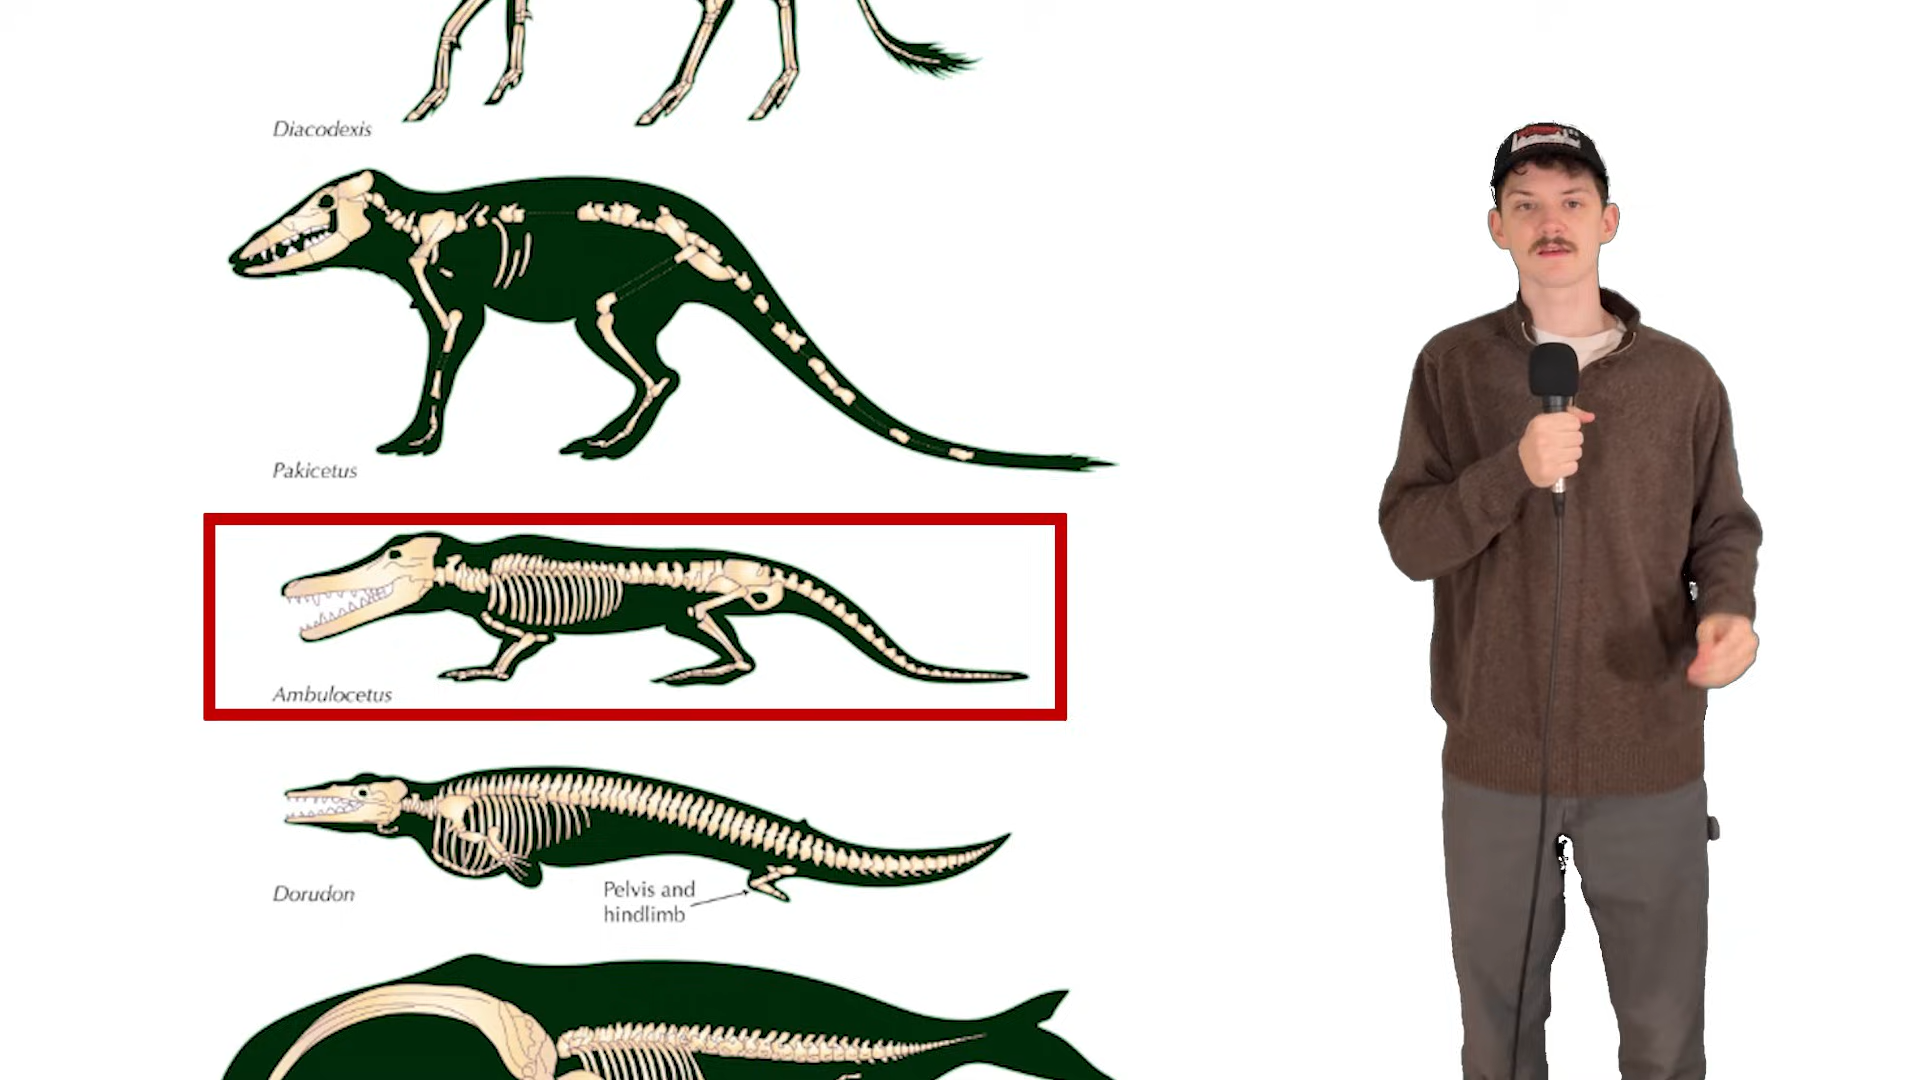 Diacodexis
Pakicetus
Ambulocetus
Dorudon
Pelvis and
hindlimb